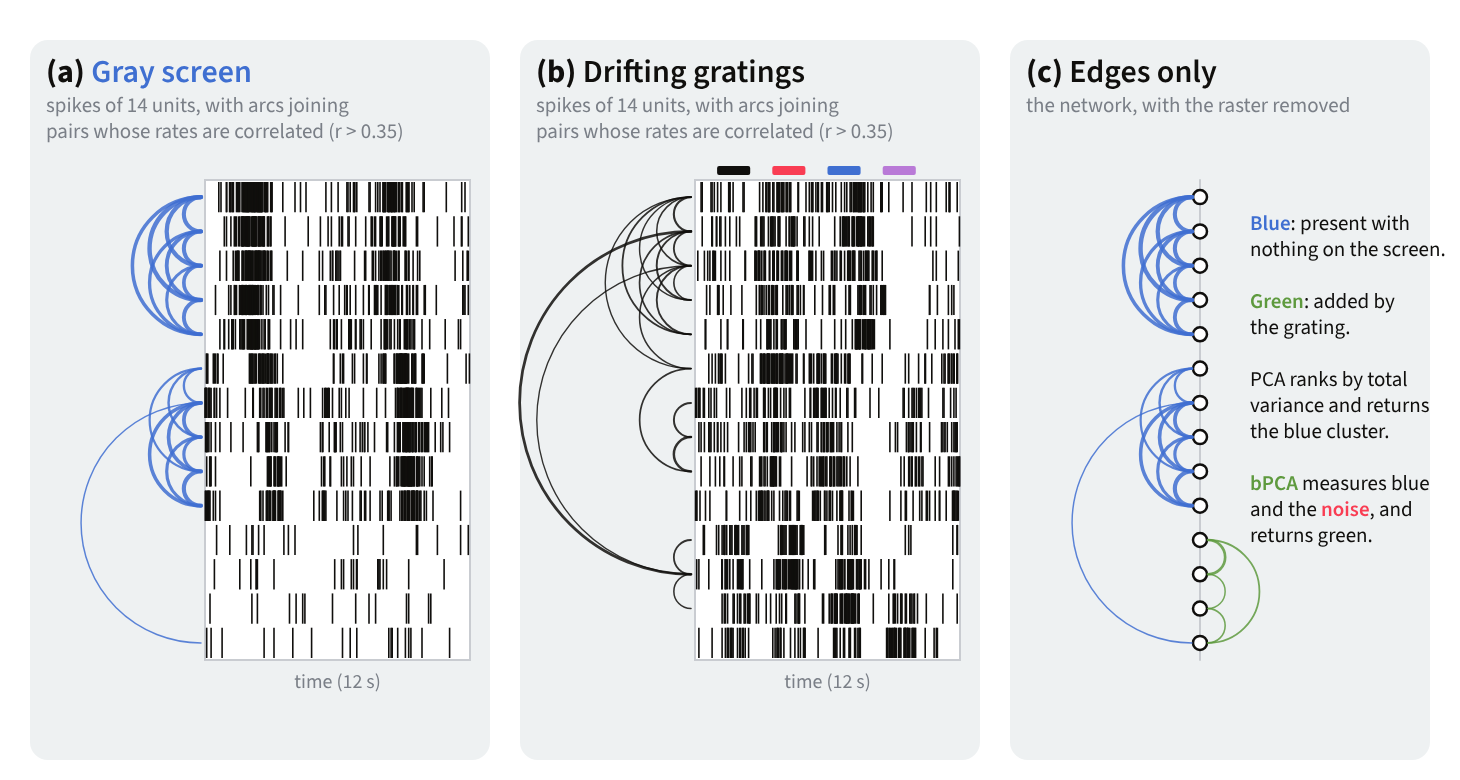 (a) Gray screen
spikes of 14 units, with arcs joining
pairs whose rates are correlated (r > 0.35)
time (12 s)
(b) Drifting gratings
spikes of 14 units, with arcs joining
pairs whose rates are correlated (r > 0.35)
time (12 s)
(c) Edges only
the network, with the raster removed
Blue: present with
nothing on the screen.
Green: added by
the grating.
PCA ranks by total
variance and returns
the blue cluster.
bPCA measures blue
and the noise, and
returns green.